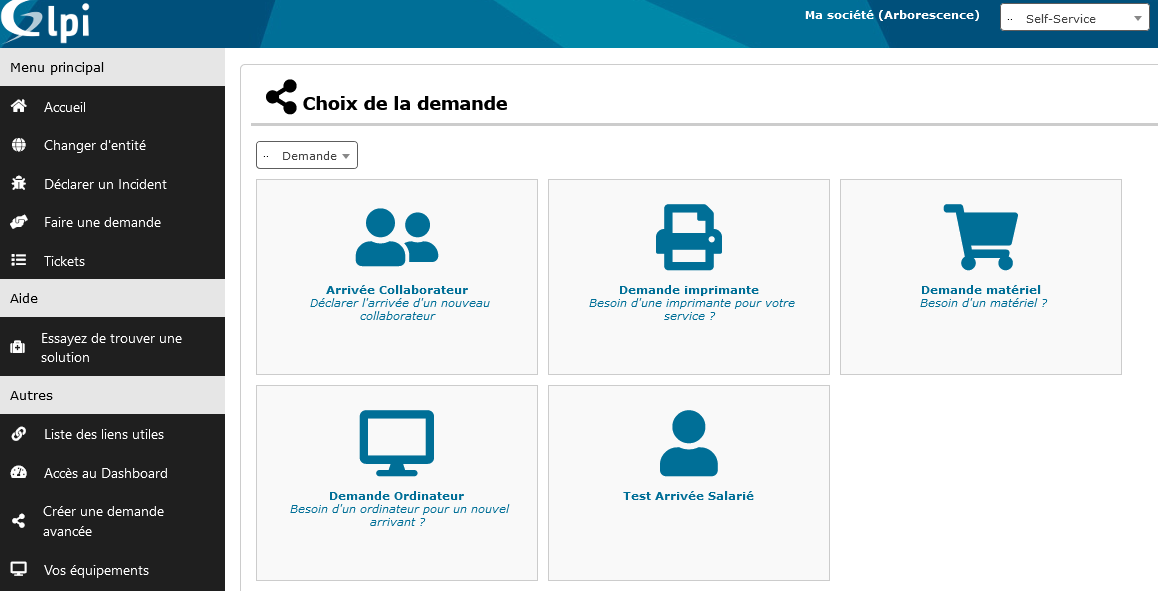 Glpi
Ma société (Arborescence)
·· Self-Service
Menu principal
Accueil
Changer d'entité
Déclarer un Incident
Faire une demande
Tickets
Aide
Essayez de trouver une
solution
Autres
Liste des liens utiles
Accès au Dashboard
Créer une demande
avancée
Vos équipements
Choix de la demande
·· Demande
Arrivée Collaborateur
Déclarer l'arrivée d'un nouveau
collaborateur
Demande imprimante
Besoin d'une imprimante pour votre
service ?
Demande matériel
Besoin d'un matériel ?
Demande Ordinateur
Besoin d'un ordinateur pour un nouvel
arrivant ?
Test Arrivée Salarié